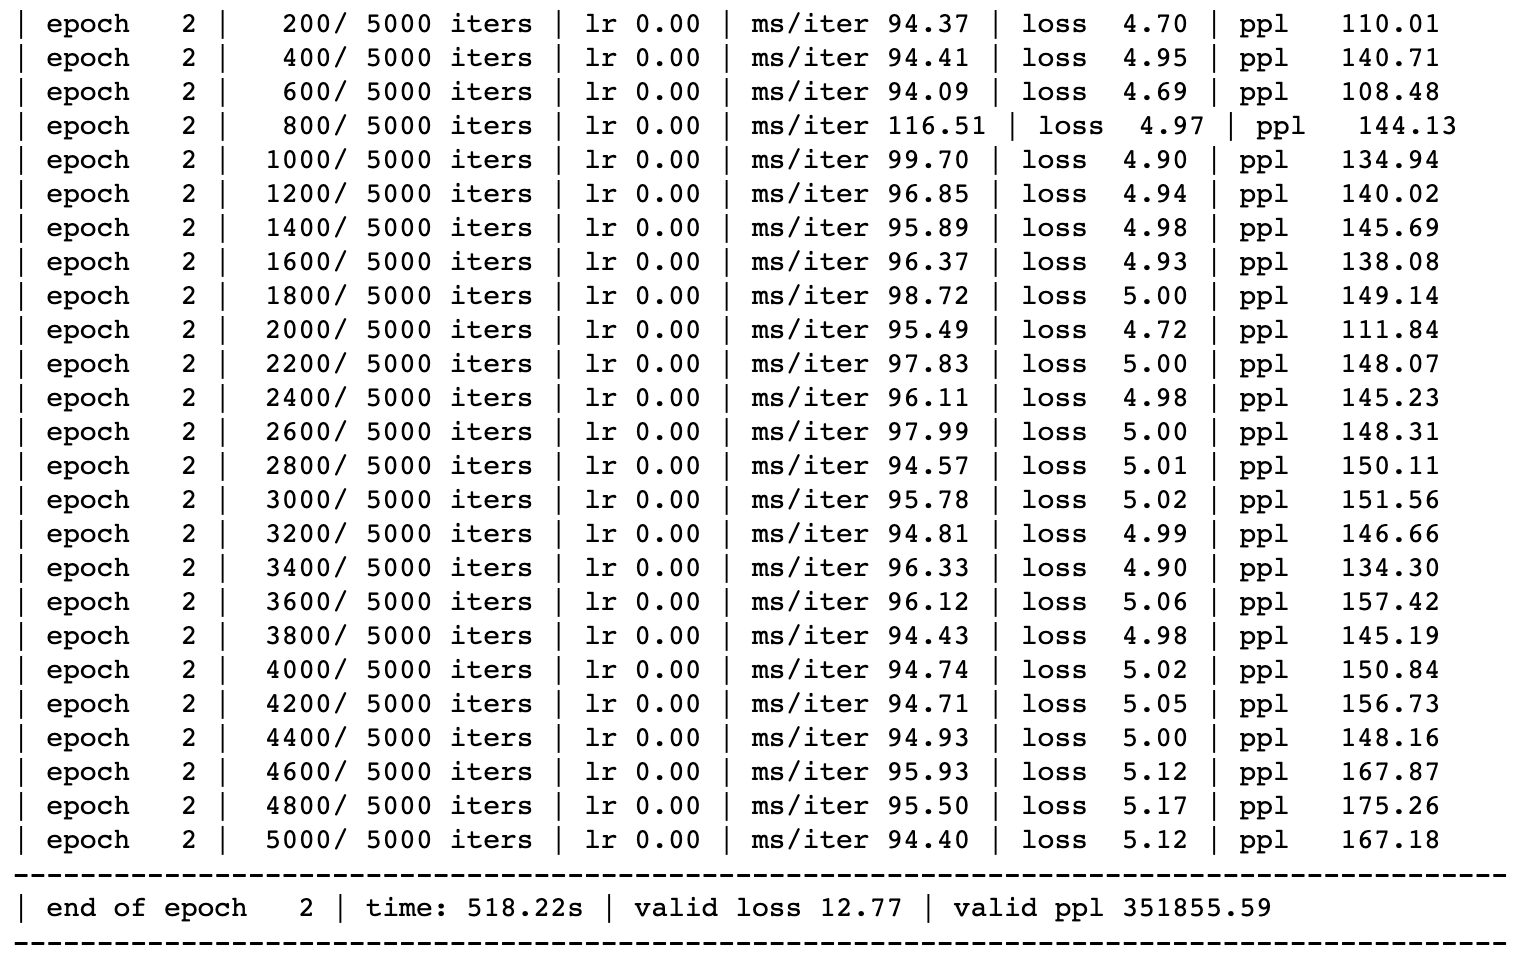 | epoch   2 |   200/ 5000 iters | lr 0.00 | ms/iter 94.37 | loss  4.70 | ppl   110.01
| epoch   2 |   400/ 5000 iters | lr 0.00 | ms/iter 94.41 | loss  4.95 | ppl   140.71
| epoch   2 |   600/ 5000 iters | lr 0.00 | ms/iter 94.09 | loss  4.69 | ppl   108.48
| epoch   2 |   800/ 5000 iters | lr 0.00 | ms/iter 116.51 | loss  4.97 | ppl   144.13
| epoch   2 |  1000/ 5000 iters | lr 0.00 | ms/iter 99.70 | loss  4.90 | ppl   134.94
| epoch   2 |  1200/ 5000 iters | lr 0.00 | ms/iter 96.85 | loss  4.94 | ppl   140.02
| epoch   2 |  1400/ 5000 iters | lr 0.00 | ms/iter 95.89 | loss  4.98 | ppl   145.69
| epoch   2 |  1600/ 5000 iters | lr 0.00 | ms/iter 96.37 | loss  4.93 | ppl   138.08
| epoch   2 |  1800/ 5000 iters | lr 0.00 | ms/iter 98.72 | loss  5.00 | ppl   149.14
| epoch   2 |  2000/ 5000 iters | lr 0.00 | ms/iter 95.49 | loss  4.72 | ppl   111.84
| epoch   2 |  2200/ 5000 iters | lr 0.00 | ms/iter 97.83 | loss  5.00 | ppl   148.07
| epoch   2 |  2400/ 5000 iters | lr 0.00 | ms/iter 96.11 | loss  4.98 | ppl   145.23
| epoch   2 |  2600/ 5000 iters | lr 0.00 | ms/iter 97.99 | loss  5.00 | ppl   148.31
| epoch   2 |  2800/ 5000 iters | lr 0.00 | ms/iter 94.57 | loss  5.01 | ppl   150.11
| epoch   2 |  3000/ 5000 iters | lr 0.00 | ms/iter 95.78 | loss  5.02 | ppl   151.56
| epoch   2 |  3200/ 5000 iters | lr 0.00 | ms/iter 94.81 | loss  4.99 | ppl   146.66
| epoch   2 |  3400/ 5000 iters | lr 0.00 | ms/iter 96.33 | loss  4.90 | ppl   134.30
| epoch   2 |  3600/ 5000 iters | lr 0.00 | ms/iter 96.12 | loss  5.06 | ppl   157.42
| epoch   2 |  3800/ 5000 iters | lr 0.00 | ms/iter 94.43 | loss  4.98 | ppl   145.19
| epoch   2 |  4000/ 5000 iters | lr 0.00 | ms/iter 94.74 | loss  5.02 | ppl   150.84
| epoch   2 |  4200/ 5000 iters | lr 0.00 | ms/iter 94.71 | loss  5.05 | ppl   156.73
| epoch   2 |  4400/ 5000 iters | lr 0.00 | ms/iter 94.93 | loss  5.00 | ppl   148.16
| epoch   2 |  4600/ 5000 iters | lr 0.00 | ms/iter 95.93 | loss  5.12 | ppl   167.87
| epoch   2 |  4800/ 5000 iters | lr 0.00 | ms/iter 95.50 | loss  5.17 | ppl   175.26
| epoch   2 |  5000/ 5000 iters | lr 0.00 | ms/iter 94.40 | loss  5.12 | ppl   167.18
-----------------------------------------------------------------------------------------
| end of epoch   2 | time: 518.22s | valid loss 12.77 | valid ppl 351855.59
-----------------------------------------------------------------------------------------